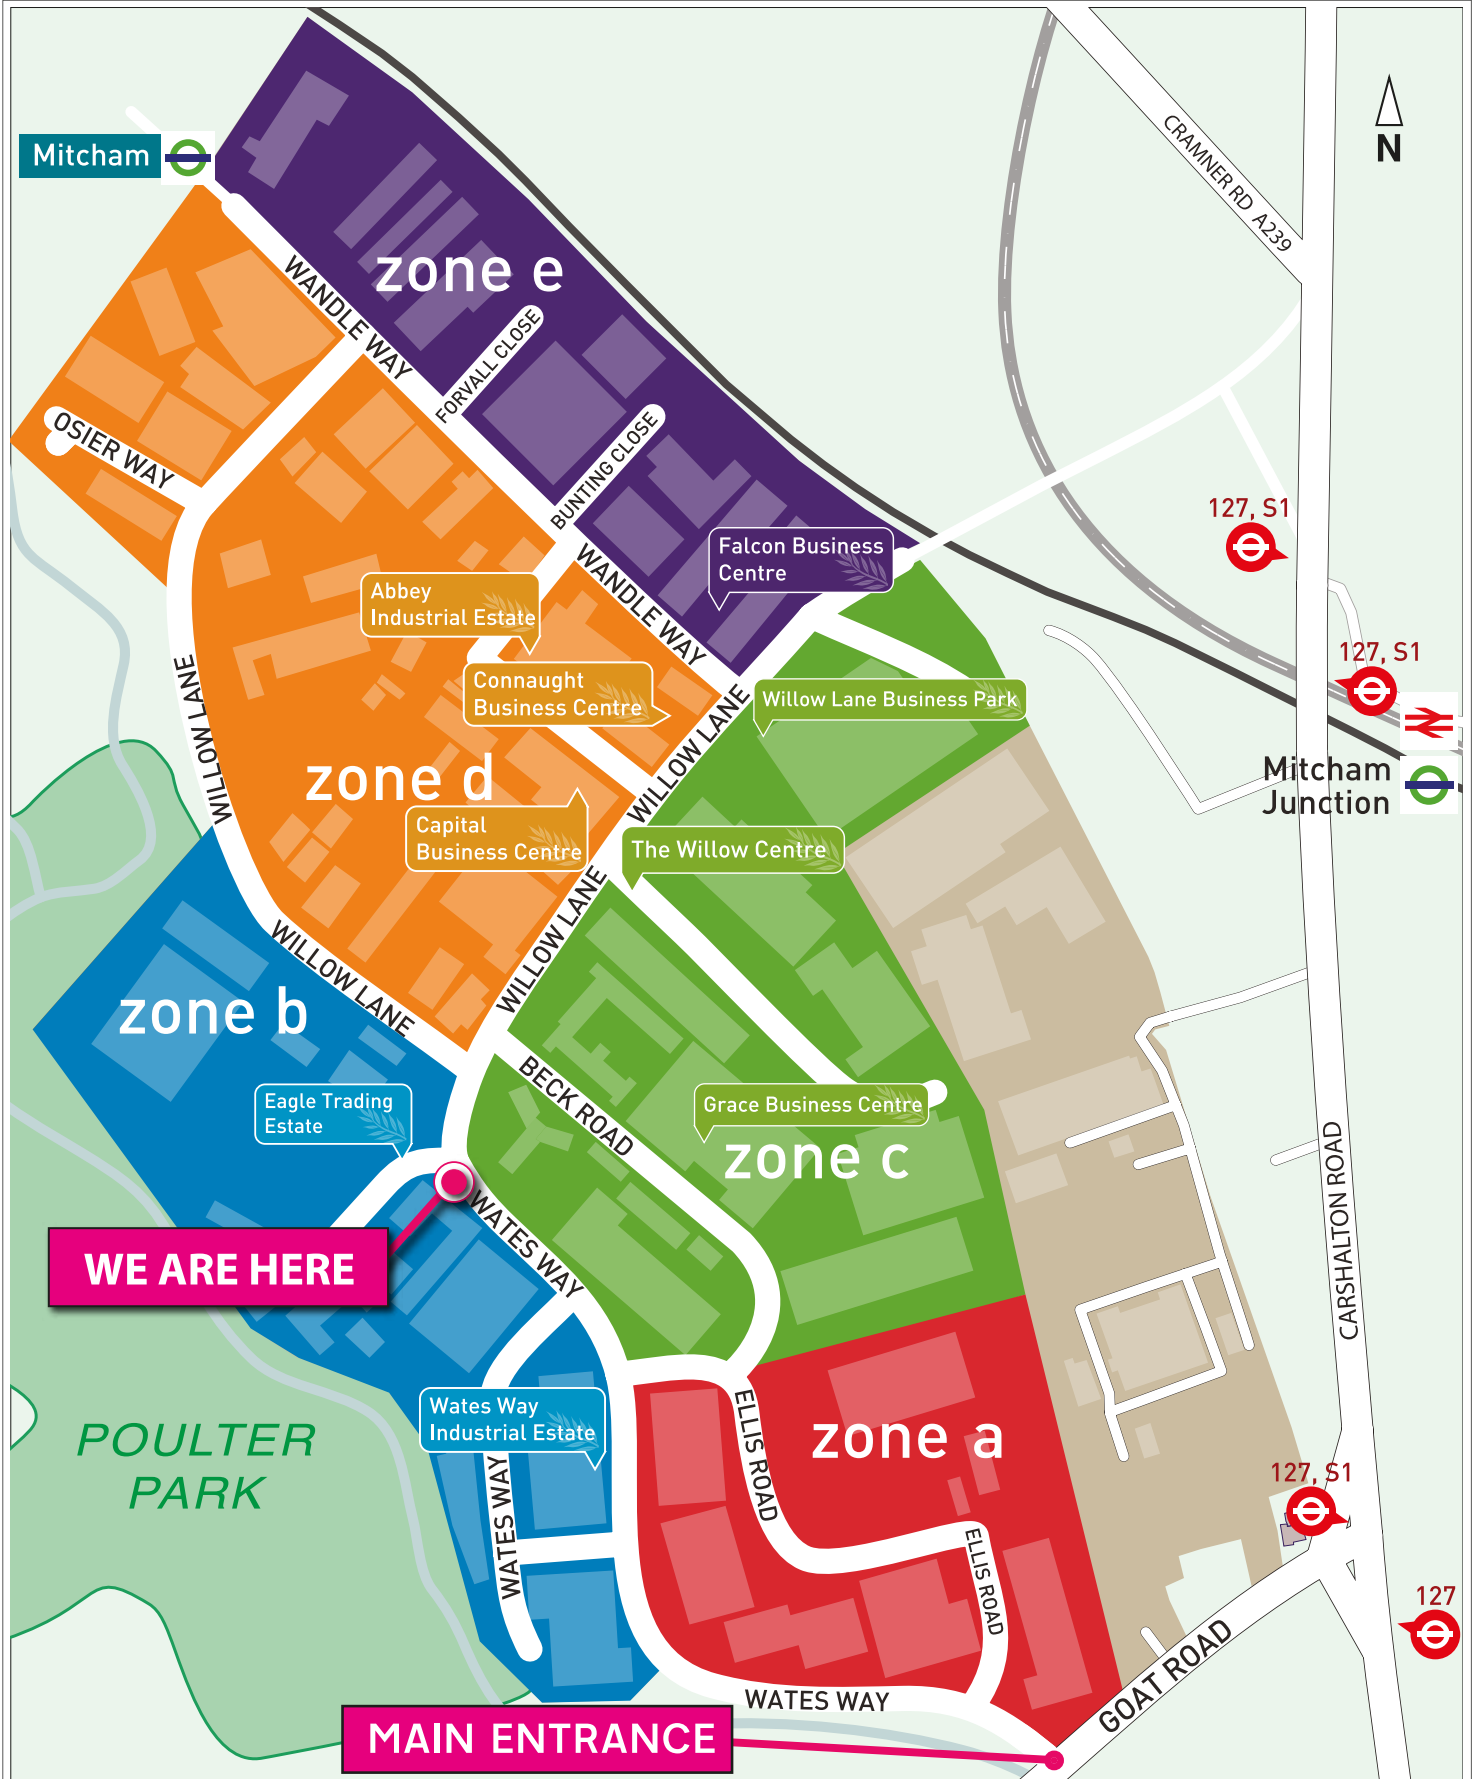 CRAMNER RD A239
N
Mitcham
zone e
WANDLE WAY
FORVALL CLOSE
OSIER WAY
BUNTING CLOSE
127, S1
Falcon Business
Centre
WANDLE WAY
Abbey
Industrial Estate
127, S1
WILLOW LANE
Connaught
Business Centre
WILLOW LANE
Willow Lane Business Park
zone d
Mitcham
Junction
Capital
Business Centre
The Willow Centre
WILLOW LANE
WILLOW LANE
zone b
BECK ROAD
Eagle Trading
Estate
Grace Business Centre
zone c
CARSHALTON ROAD
WATES WAY
WE ARE HERE
Wates Way
Industrial Estate
ELLIS ROAD
zone a
POULTER
PARK
127, S1
WATES WAY
ELLIS ROAD
127
GOAT ROAD
WATES WAY
MAIN ENTRANCE